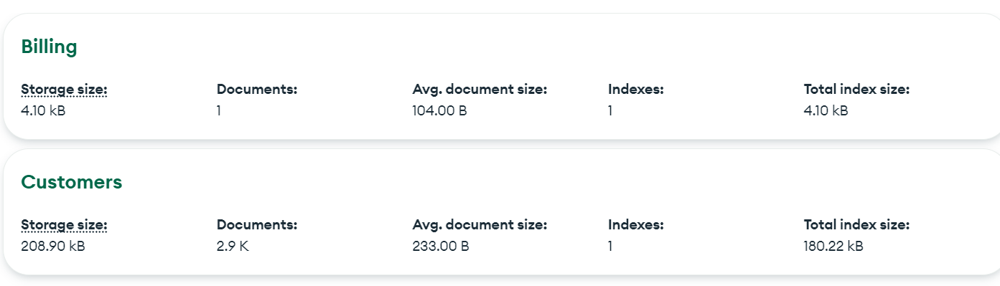 Billing
Storage size: Documents: Avg. document size: Indexes: Total index size:
4.10 kB 1 104.00 B 1 4.10 kB
Customers
Storage size: Documents: Avg. document size: Indexes: Total index size:
208.90 kB 2.9 K 233.00 B 1 180.22 kB